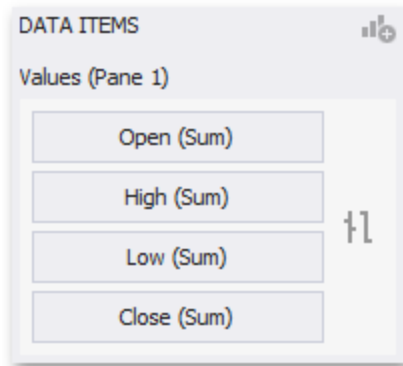 DATA ITEMS
Values (Pane 1)
Open (Sum)
High (Sum)
Low (Sum)
Close (Sum)